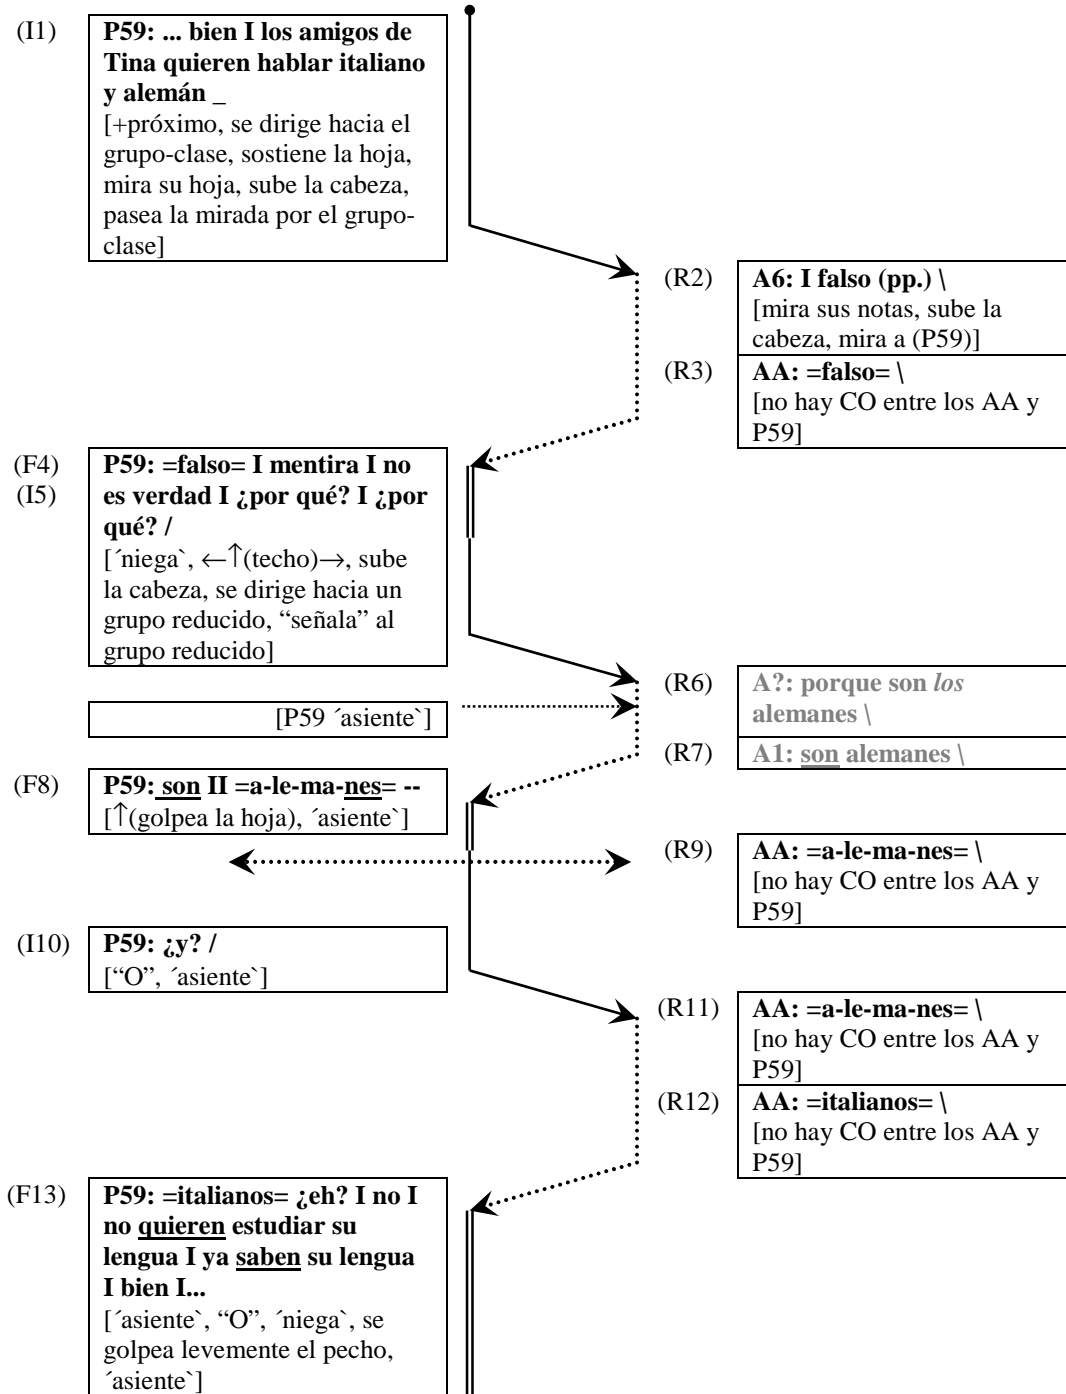 (I1)
P59: ... bien I los amigos de
Tina quieren hablar italiano
y alemán _
[+próximo, se dirige hacia el
grupo-clase, sostiene la hoja,
mira su hoja, sube la cabeza,
pasea la mirada por el grupo-
clase]
(R2)
A6: I falso (pp.) \
[mira sus notas, sube la
cabeza, mira a (P59)]
(R3)
AA: =falso= \
[no hay CO entre los AA y
P59]
(F4)
(I5)
P59: =falso= I mentira I no
es verdad I ¿por qué? I ¿por
qué? /
[´niega`, ←↑(techo)→, sube
la cabeza, se dirige hacia un
grupo reducido, “señala” al
grupo reducido]
(R6)
A?: porque son los
alemanes \
[P59 ´asiente`]
(R7)
A1: son alemanes \
(F8)
P59: son II =a-le-ma-nes= --
[↑(golpea la hoja), ´asiente`]
(R9)
AA: =a-le-ma-nes= \
[no hay CO entre los AA y
P59]
(I10)
P59: ¿y? /
[“O”, ´asiente`]
(R11)
AA: =a-le-ma-nes= \
[no hay CO entre los AA y
P59]
(R12)
AA: =italianos= \
[no hay CO entre los AA y
P59]
(F13)
P59: =italianos= ¿eh? I no I
no quieren estudiar su
lengua I ya saben su lengua
I bien I...
[´asiente`, “O”, ´niega`, se
golpea levemente el pecho,
´asiente`]